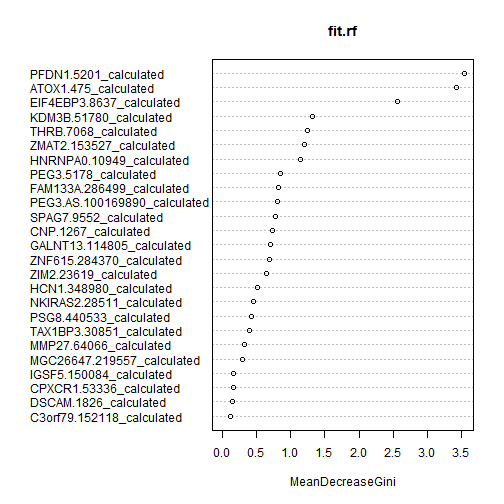 fit.rf
PFDN1.5201_calculated
ATOX1.475_calculated
EIF4EBP3.8637_calculated
KDM3B.51780_calculated
THRB.7068_calculated
ZMAT2.153527_calculated
HNRNPA0.10949_calculated
PEG3.5178_calculated
FAM133A.286499_calculated
PEG3.AS.100169890_calculated
SPAG7.9552_calculated
CNP.1267_calculated
GALNT13.114805_calculated
ZNF615.284370_calculated
ZIM2.23619_calculated
HCN1.348980_calculated
NKIRAS2.28511_calculated
PSG8.440533_calculated
TAX1BP3.30851_calculated
MMP27.64066_calculated
MGC26647.219557_calculated
IGSF5.150084_calculated
CPXCR1.53336_calculated
DSCAM.1826_calculated
C3orf79.152118_calculated
0.0 0.5 1.0 1.5 2.0 2.5 3.0 3.5
MeanDecreaseGini